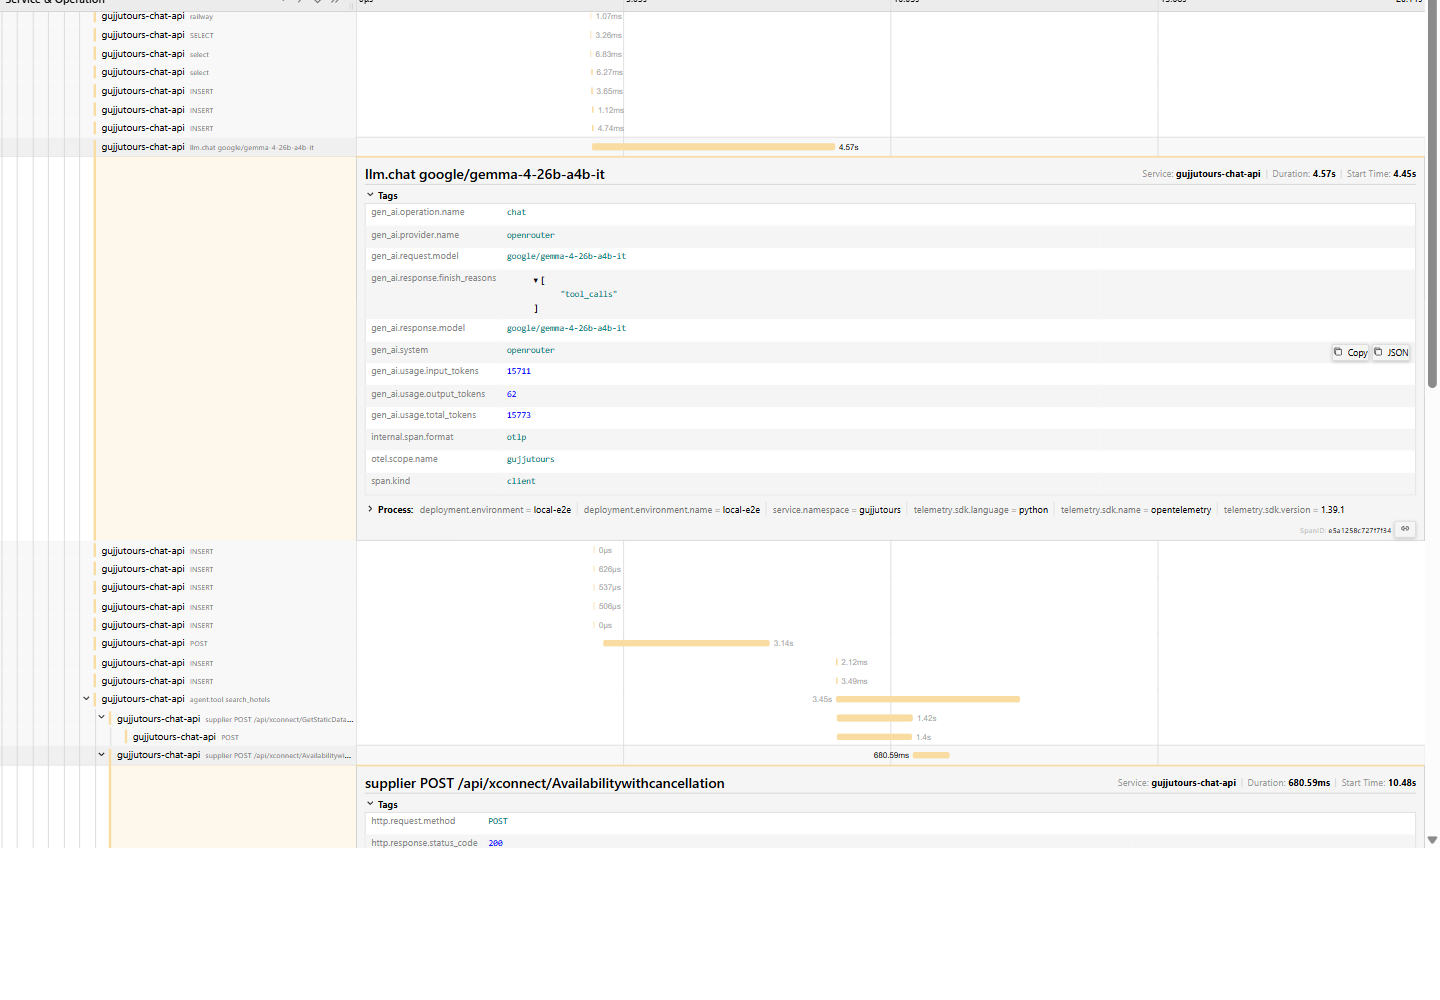 Service & Operation
0μs
gujjutours-chat-api railway 1.07ms
gujjutours-chat-api SELECT 3.26ms
gujjutours-chat-api select 6.83ms
gujjutours-chat-api select 6.27ms
gujjutours-chat-api INSERT 3.65ms
gujjutours-chat-api INSERT 1.12ms
gujjutours-chat-api INSERT 4.74ms
gujjutours-chat-api llm.chat google/gemma-4-26b-a4b-it 4.57s
llm.chat google/gemma-4-26b-a4b-it Service: gujjutours-chat-api Duration: 4.57s Start Time: 4.45s
Tags
gen_ai.operation.name chat
gen_ai.provider.name openrouter
gen_ai.request.model google/gemma-4-26b-a4b-it
gen_ai.response.finish_reasons [
"tool_calls"
]
gen_ai.response.model google/gemma-4-26b-a4b-it
gen_ai.system openrouter Copy JSON
gen_ai.usage.input_tokens 15711
gen_ai.usage.output_tokens 62
gen_ai.usage.total_tokens 15773
internal.span.format otlp
otel.scope.name gujjutours
span.kind client
Process: deployment.environment = local-e2e deployment.environment.name = local-e2e service.namespace = gujjutours telemetry.sdk.language = python telemetry.sdk.name = opentelemetry telemetry.sdk.version = 1.39.1
SpanID: e5a1258c727f7f34
gujjutours-chat-api INSERT 0μs
gujjutours-chat-api INSERT 626μs
gujjutours-chat-api INSERT 537μs
gujjutours-chat-api INSERT 506μs
gujjutours-chat-api INSERT 0μs
gujjutours-chat-api POST 3.14s
gujjutours-chat-api INSERT 2.12ms
gujjutours-chat-api INSERT 3.49ms
gujjutours-chat-api agent.tool search_hotels 3.45s
gujjutours-chat-api supplier POST /api/xconnect/GetStaticData... 1.42s
gujjutours-chat-api POST 1.4s
gujjutours-chat-api supplier POST /api/xconnect/Availabilitywi... 680.59ms
supplier POST /api/xconnect/Availabilitywithcancellation Service: gujjutours-chat-api Duration: 680.59ms Start Time: 10.48s
Tags
http.request.method POST
http.response.status_code 200